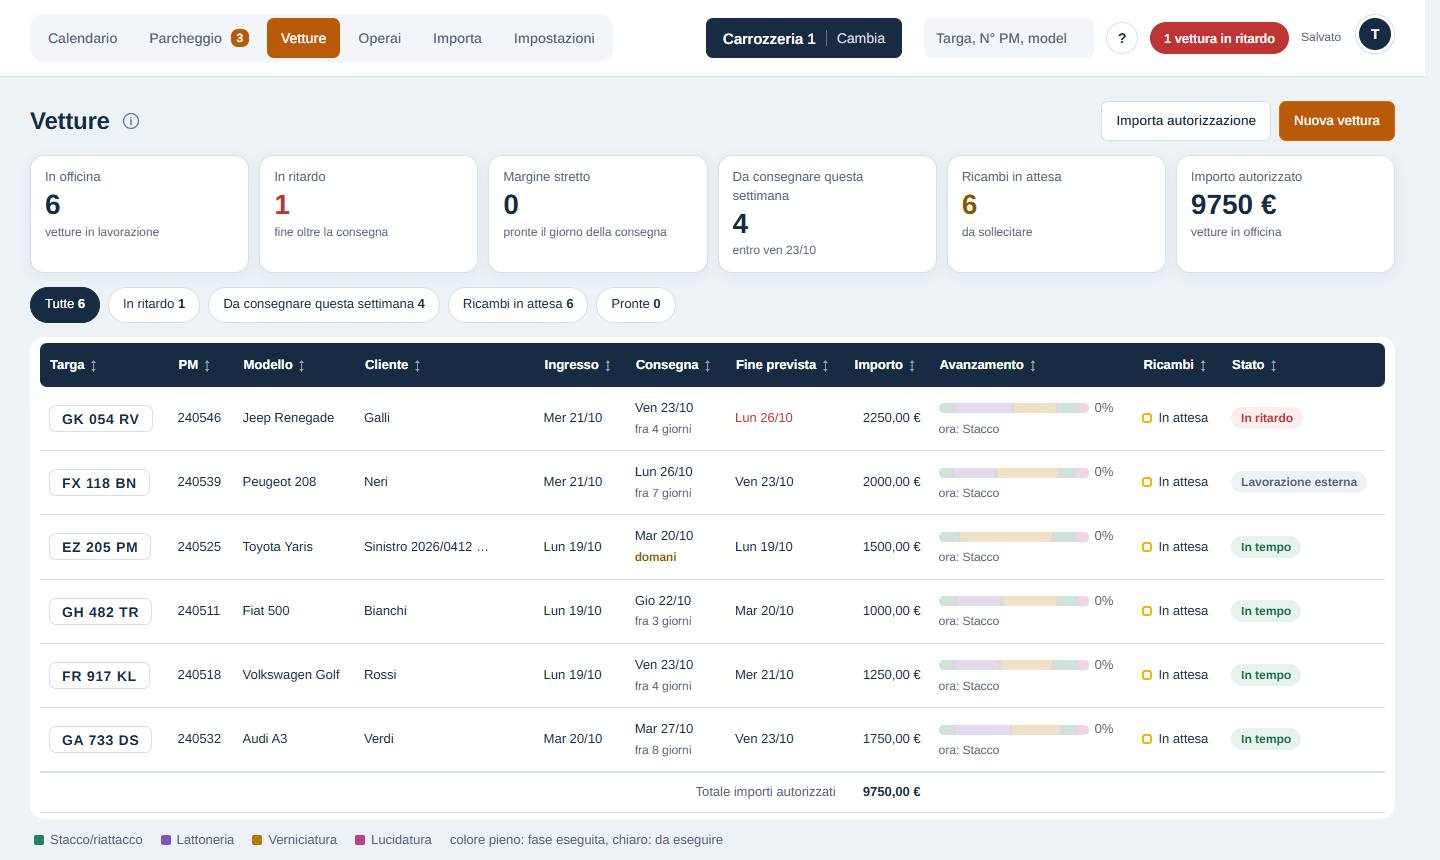 Calendario Parcheggio 3 Vetture Operai Importa Impostazioni Carrozzeria 1 Cambia Targa, N° PM, model ? 1 vettura in ritardo Salvato T
Vetture Importa autorizzazione Nuova vettura
In officina
6
vetture in lavorazione
In ritardo
1
fine oltre la consegna
Margine stretto
0
pronte il giorno della consegna
Da consegnare questa
settimana
4
entro ven 23/10
Ricambi in attesa
6
da sollecitare
Importo autorizzato
9750 €
vetture in officina
Tutte 6 In ritardo 1 Da consegnare questa settimana 4 Ricambi in attesa 6 Pronte 0
Targa ↕ PM ↕ Modello ↕ Cliente ↕ Ingresso ↕ Consegna ↕ Fine prevista ↕ Importo ↕ Avanzamento ↕ Ricambi ↕ Stato ↕
GK 054 RV 240546 Jeep Renegade Galli Mer 21/10 Ven 23/10 Lun 26/10 2250,00 € 0% In attesa In ritardo
fra 4 giorni ora: Stacco
FX 118 BN 240539 Peugeot 208 Neri Mer 21/10 Lun 26/10 Ven 23/10 2000,00 € 0% In attesa Lavorazione esterna
fra 7 giorni ora: Stacco
EZ 205 PM 240525 Toyota Yaris Sinistro 2026/0412 … Lun 19/10 Mar 20/10 Lun 19/10 1500,00 € 0% In attesa In tempo
domani ora: Stacco
GH 482 TR 240511 Fiat 500 Bianchi Lun 19/10 Gio 22/10 Mar 20/10 1000,00 € 0% In attesa In tempo
fra 3 giorni ora: Stacco
FR 917 KL 240518 Volkswagen Golf Rossi Lun 19/10 Ven 23/10 Mer 21/10 1250,00 € 0% In attesa In tempo
fra 4 giorni ora: Stacco
GA 733 DS 240532 Audi A3 Verdi Mar 20/10 Mar 27/10 Ven 23/10 1750,00 € 0% In attesa In tempo
fra 8 giorni ora: Stacco
Totale importi autorizzati 9750,00 €
Stacco/riattacco Lattoneria Verniciatura Lucidatura colore pieno: fase eseguita, chiaro: da eseguire